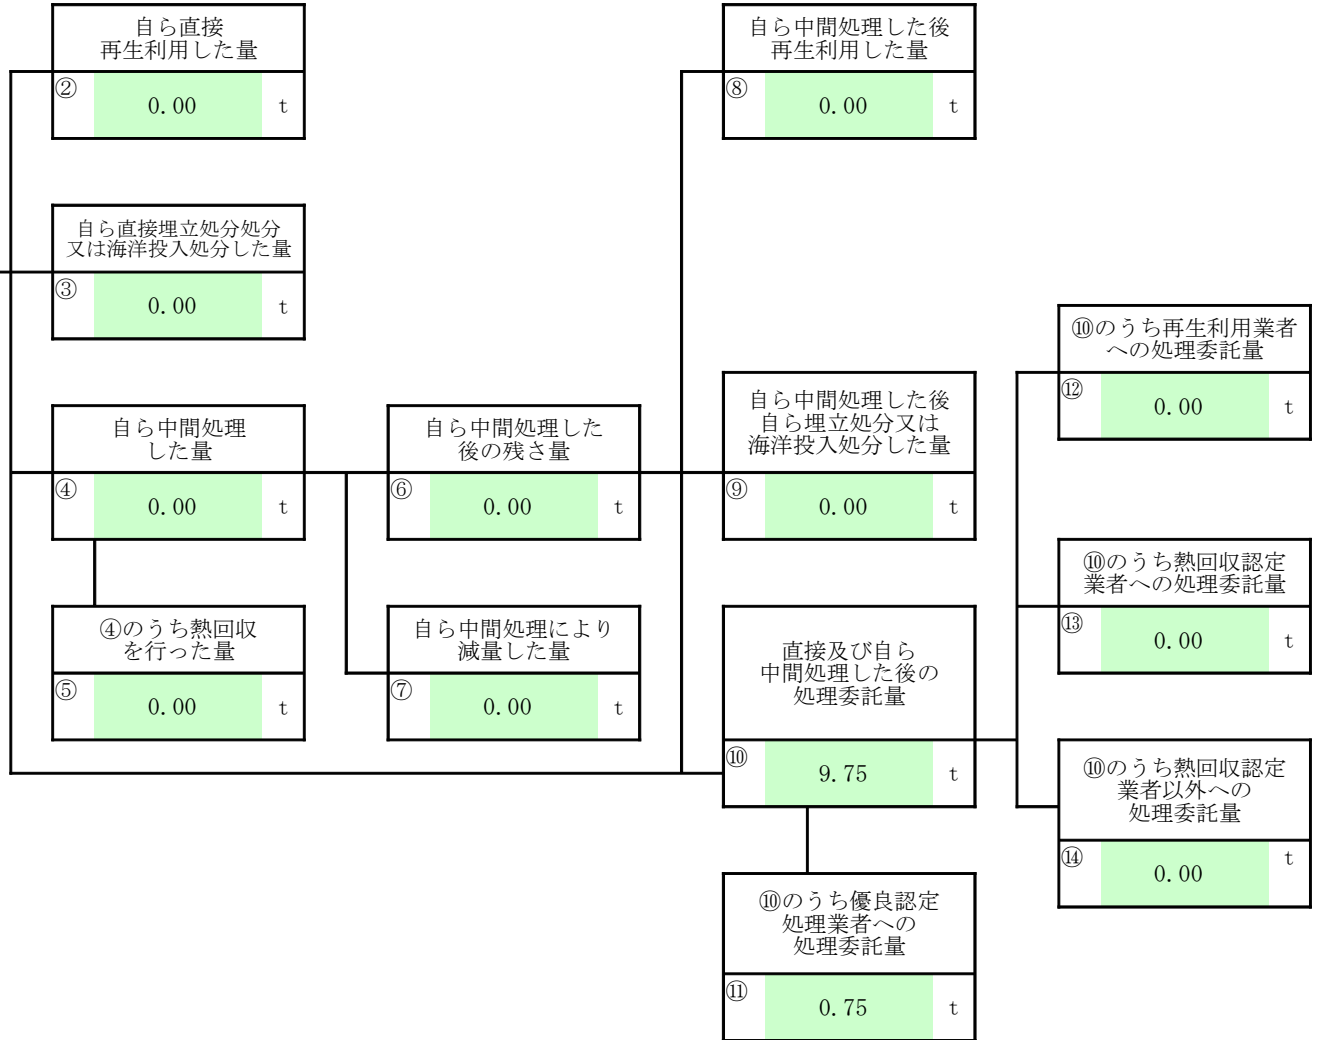 自ら直接
再生利用した量
②
0.00 t
自ら中間処理した後
再生利用した量
⑧
0.00 t
自ら直接埋立処分処分
又は海洋投入処分した量
③
0.00 t
⑩のうち再生利用業者
への処理委託量
⑫
0.00 t
自ら中間処理
した量
④
0.00 t
自ら中間処理した
後の残さ量
⑥
0.00 t
自ら中間処理した後
自ら埋立処分又は
海洋投入処分した量
⑨
0.00 t
⑩のうち熱回収認定
業者への処理委託量
⑬
0.00 t
④のうち熱回収
を行った量
⑤
0.00 t
自ら中間処理により
減量した量
⑦
0.00 t
直接及び自ら
中間処理した後の
処理委託量
⑩
9.75 t
⑩のうち熱回収認定
業者以外への
処理委託量
⑭
0.00 t
⑩のうち優良認定
処理業者への
処理委託量
⑪
0.75 t